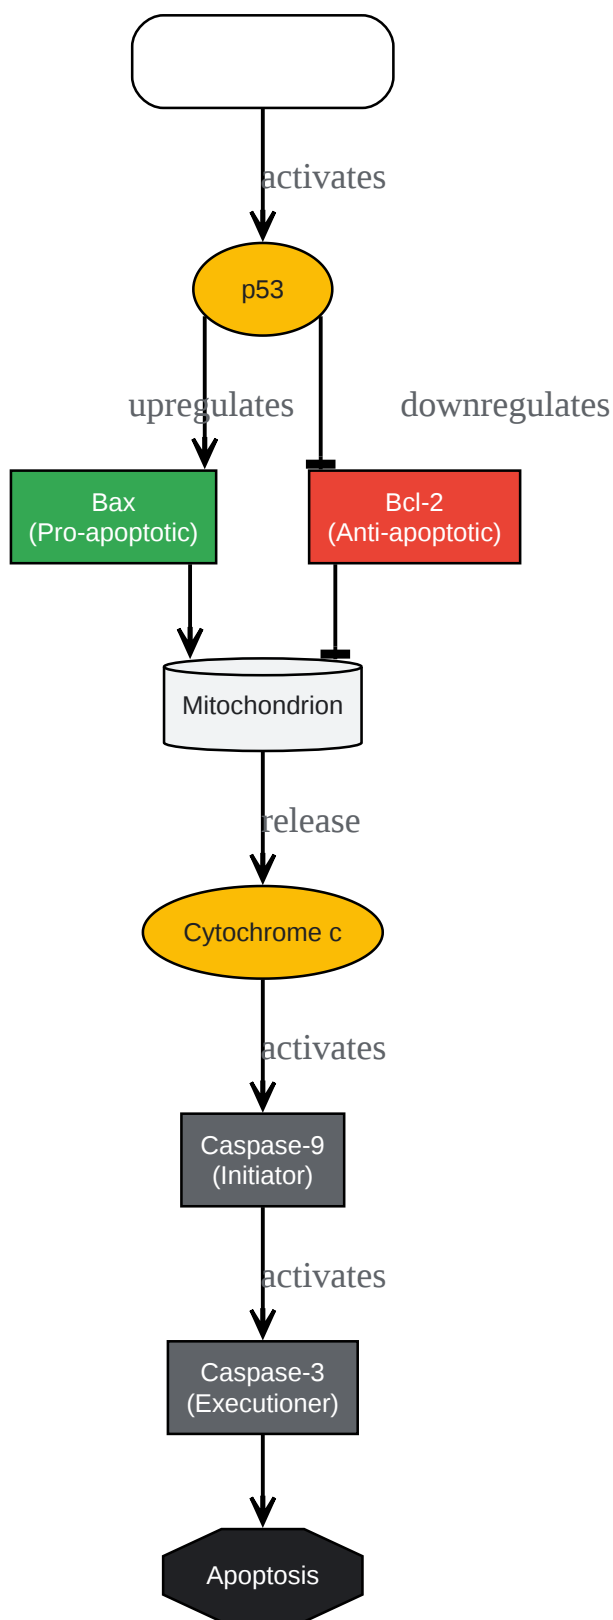 activates
p53
upregulates
downregulates
Bax
(Pro-apoptotic)
Bcl-2
(Anti-apoptotic)
Mitochondrion
release
Cytochrome c
activates
Caspase-9
(Initiator)
activates
Caspase-3
(Executioner)
Apoptosis